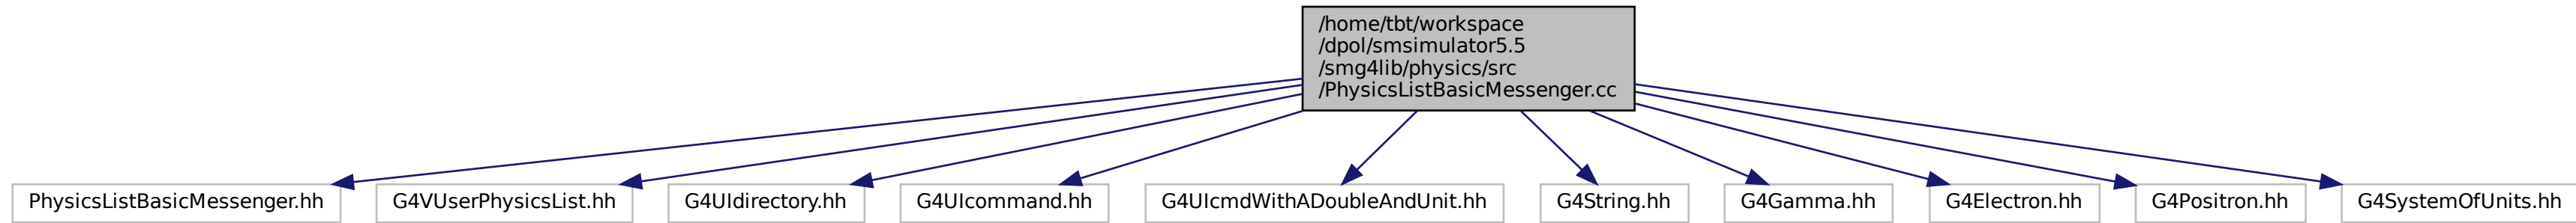 /home/tbt/workspace
/dpol/smsimulator5.5
/smg4lib/physics/src
/PhysicsListBasicMessenger.cc
PhysicsListBasicMessenger.hh
G4VUserPhysicsList.hh
G4UIdirectory.hh
G4UIcommand.hh
G4UIcmdWithADoubleAndUnit.hh
G4String.hh
G4Gamma.hh
G4Electron.hh
G4Positron.hh
G4SystemOfUnits.hh